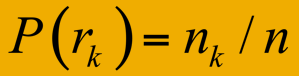 P(r_k) = n_k / n